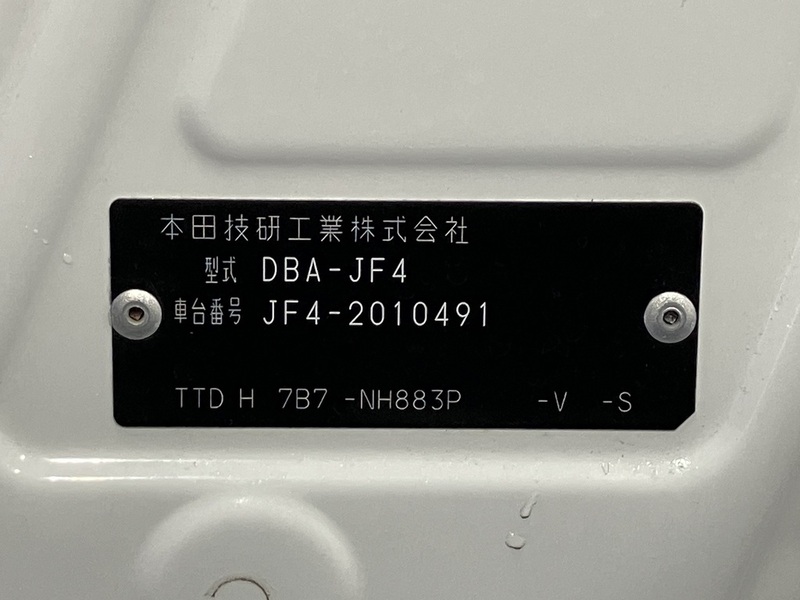 本田技研工業株式会社
型式 DBA-JF4
車台番号 JF4-2010491
TTD H 7B7 -NH883P -V -S